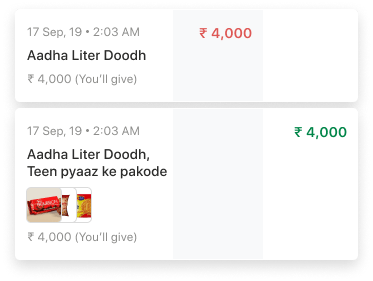 17 Sep, 19 • 2:03 AM
₹ 4,000
Aadha Liter Doodh
₹ 4,000 (You'll give)
17 Sep, 19 • 2:03 AM
₹ 4,000
Aadha Liter Doodh,
Teen pyaaz ke pakode
₹ 4,000 (You'll give)